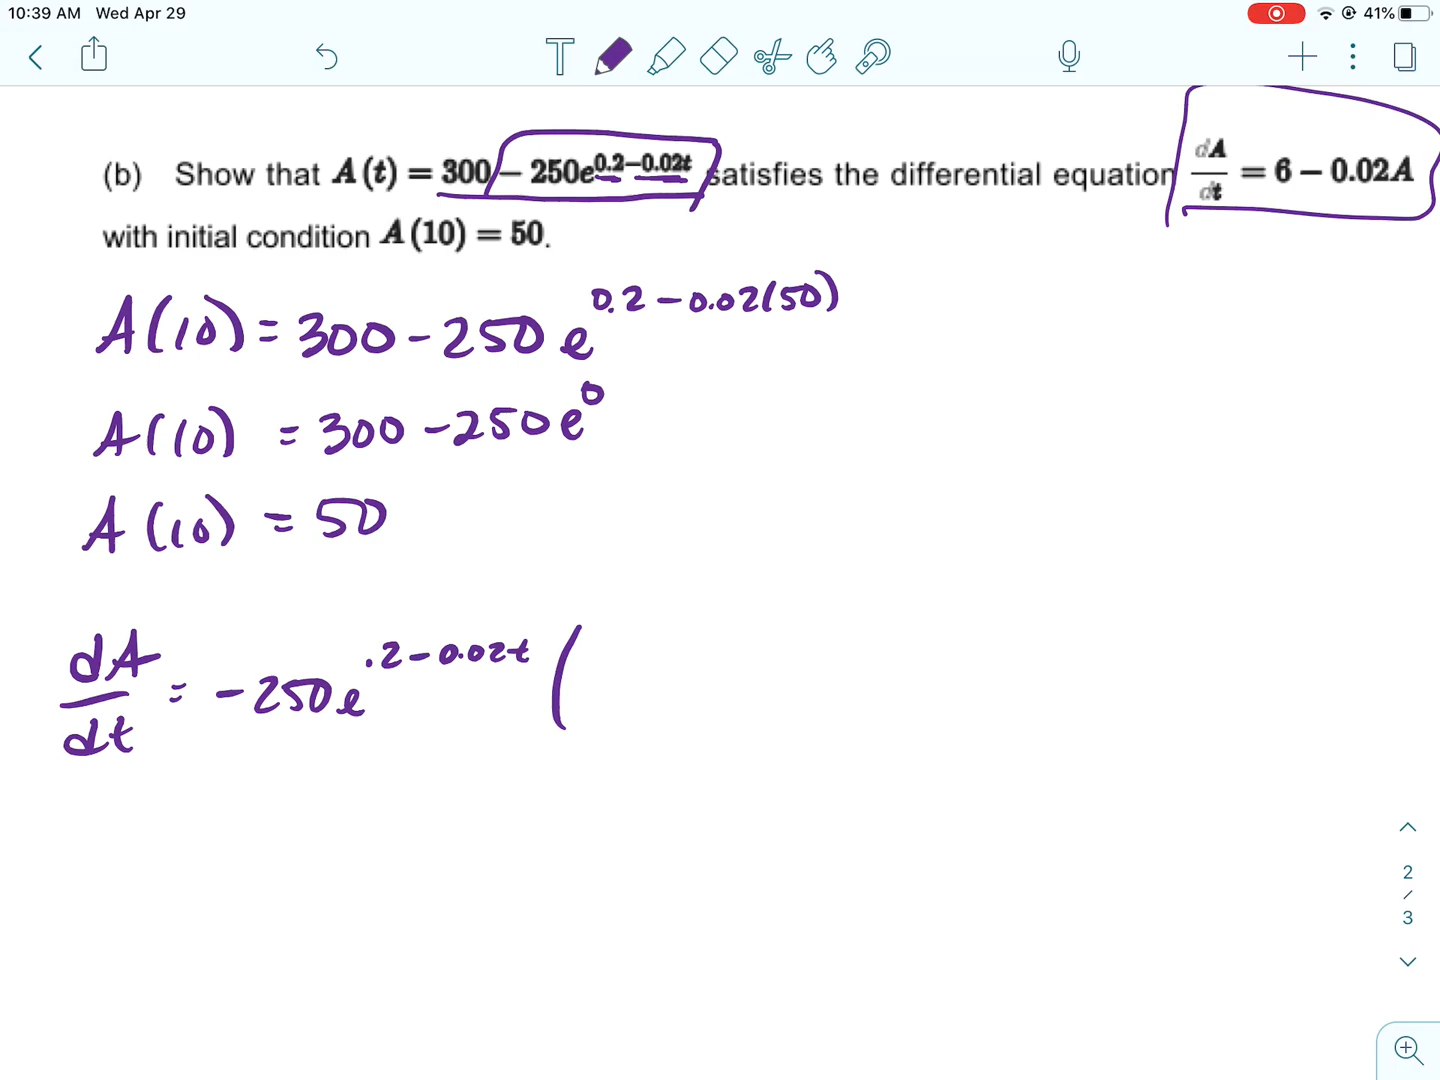 10:39 AM Wed Apr 29
41%
T
(b) Show that A(t) = 300 − 250e^{0.2−0.02t} satisfies the differential equation dA/dt = 6 − 0.02A
with initial condition A(10) = 50.
A(10) = 300 - 250 e^{0.2 - 0.02(50)}
A(10) = 300 - 250 e^0
A(10) = 50
dA/dt = - 250 e^{.2 - 0.02t} (
2
/
3